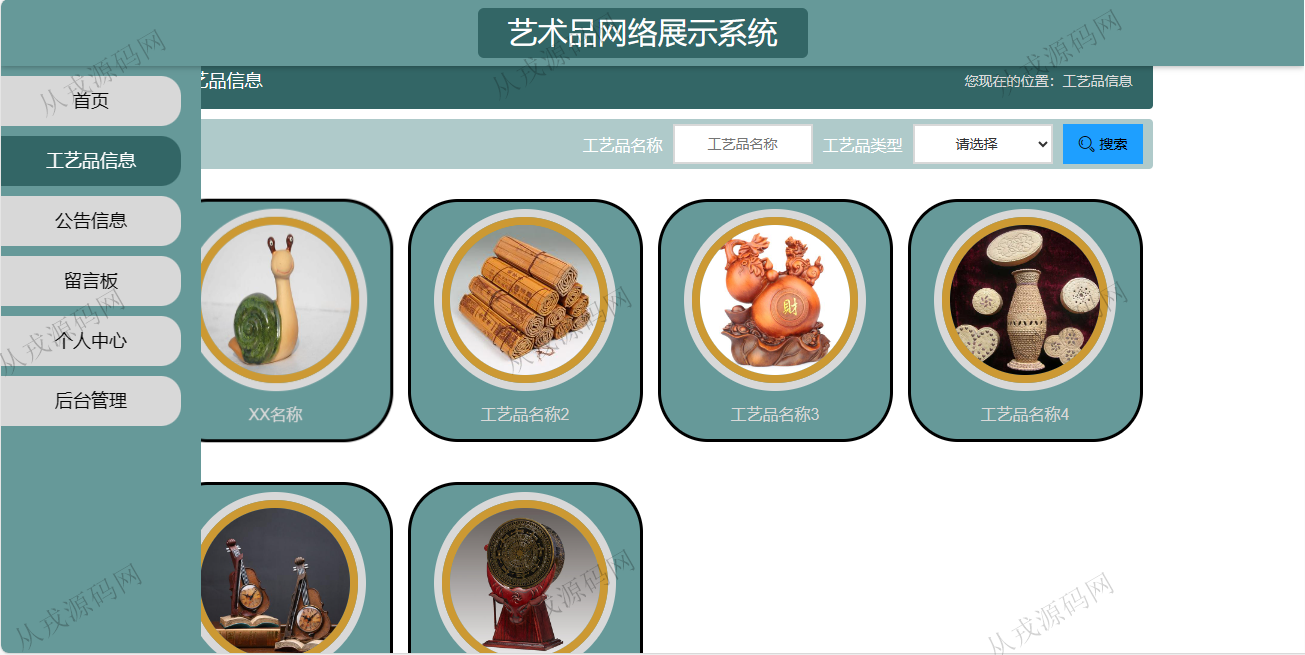 艺术品网络展示系统
首页
工艺品信息
公告信息
留言板
个人中心
后台管理
艺品信息
您现在的位置：工艺品信息
工艺品名称 工艺品名称 工艺品类型 请选择 搜索
財
XX名称
工艺品名称2
工艺品名称3
工艺品名称4
从戎源码网
从戎源码网
从戎源码网
从戎源码网
从戎源码网
从戎源码网
从戎源码网
从戎源码网
从戎源码网